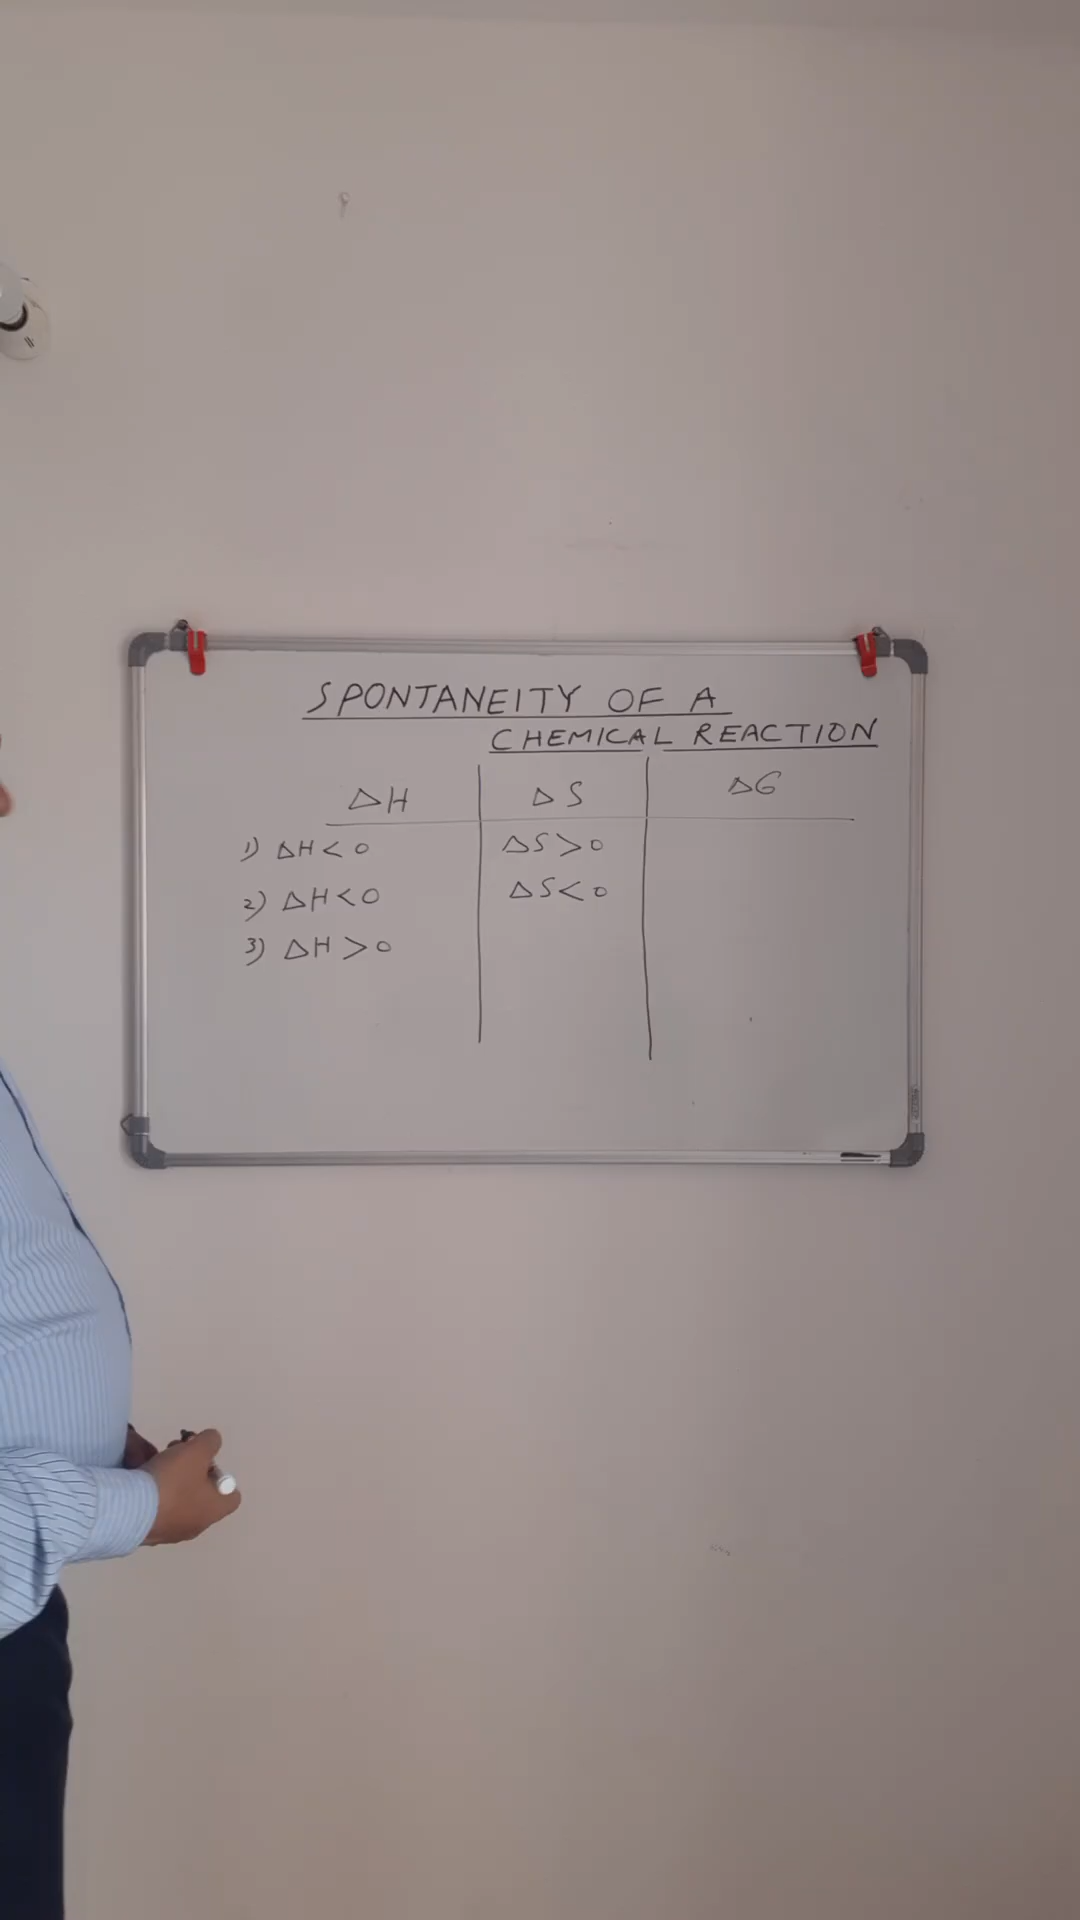 SPONTANEITY OF A
CHEMICAL REACTION
ΔH ΔS ΔG
1) ΔH < 0 ΔS > 0
2) ΔH < 0 ΔS < 0
3) ΔH > 0